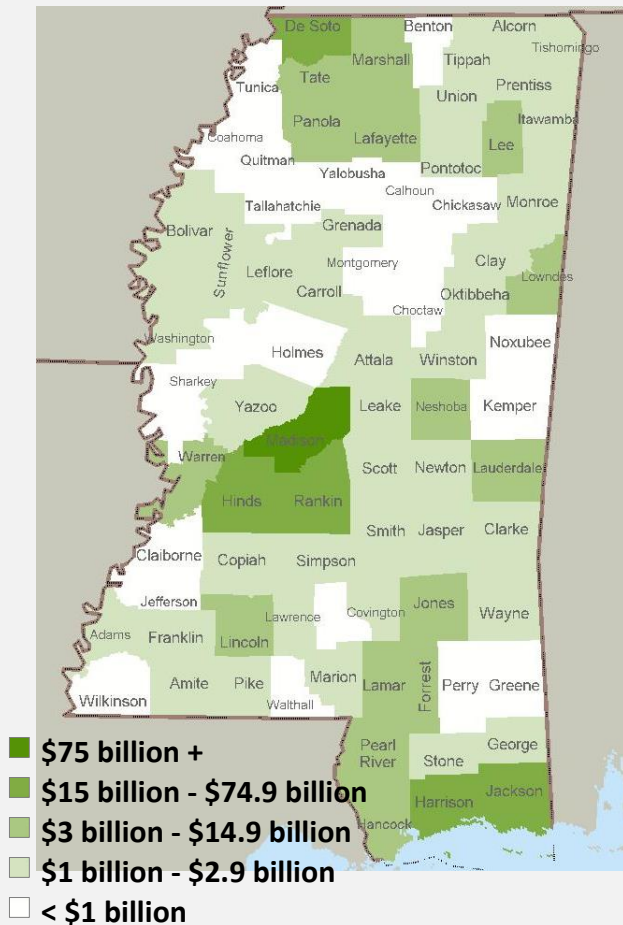 De Soto
Benton
Alcorn
Tishomingo
Marshall
Tippah
Tate
Tunica
Prentiss
Union
Panola
Itawamba
Lafayette
Lee
Coahoma
Quitman
Pontotoc
Yalobusha
Calhoun
Chickasaw
Monroe
Tallahatchie
Grenada
Bolivar
Sunflower
Montgomery
Clay
Leflore
Lowndes
Carroll
Oktibbeha
Choctaw
Washington
Noxubee
Holmes
Attala
Winston
Sharkey
Yazoo
Leake
Neshoba
Kemper
Madison
Warren
Scott
Newton
Lauderdale
Hinds
Rankin
Smith
Jasper
Clarke
Claiborne
Copiah
Simpson
Jefferson
Jones
Lawrence
Covington
Wayne
Adams
Franklin
Lincoln
Marion
Amite
Pike
Lamar
Forrest
Perry
Greene
Wilkinson
Walthall
Pearl
River
George
Stone
Jackson
Harrison
Hancock
$75 billion +
$15 billion - $74.9 billion
$3 billion - $14.9 billion
$1 billion - $2.9 billion
< $1 billion